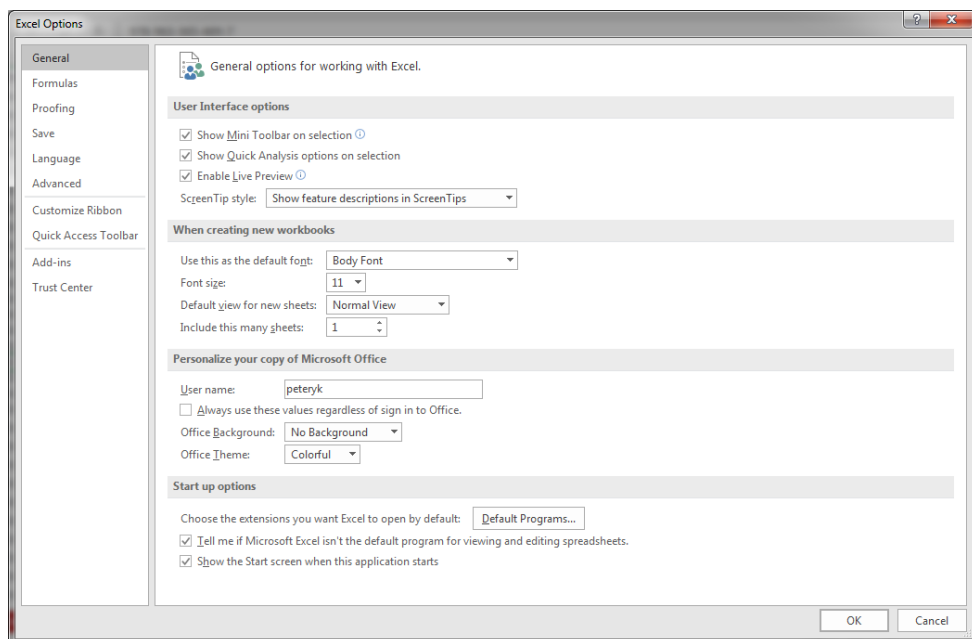 Excel Options
General
Formulas
Proofing
Save
Language
Advanced
Customize Ribbon
Quick Access Toolbar
Add-ins
Trust Center
General options for working with Excel.
User Interface options
Show Mini Toolbar on selection
Show Quick Analysis options on selection
Enable Live Preview
ScreenTip style: Show feature descriptions in ScreenTips
When creating new workbooks
Use this as the default font: Body Font
Font size: 11
Default view for new sheets: Normal View
Include this many sheets: 1
Personalize your copy of Microsoft Office
User name: peteryk
Always use these values regardless of sign in to Office.
Office Background: No Background
Office Theme: Colorful
Start up options
Choose the extensions you want Excel to open by default: Default Programs...
Tell me if Microsoft Excel isn't the default program for viewing and editing spreadsheets.
Show the Start screen when this application starts
OK Cancel